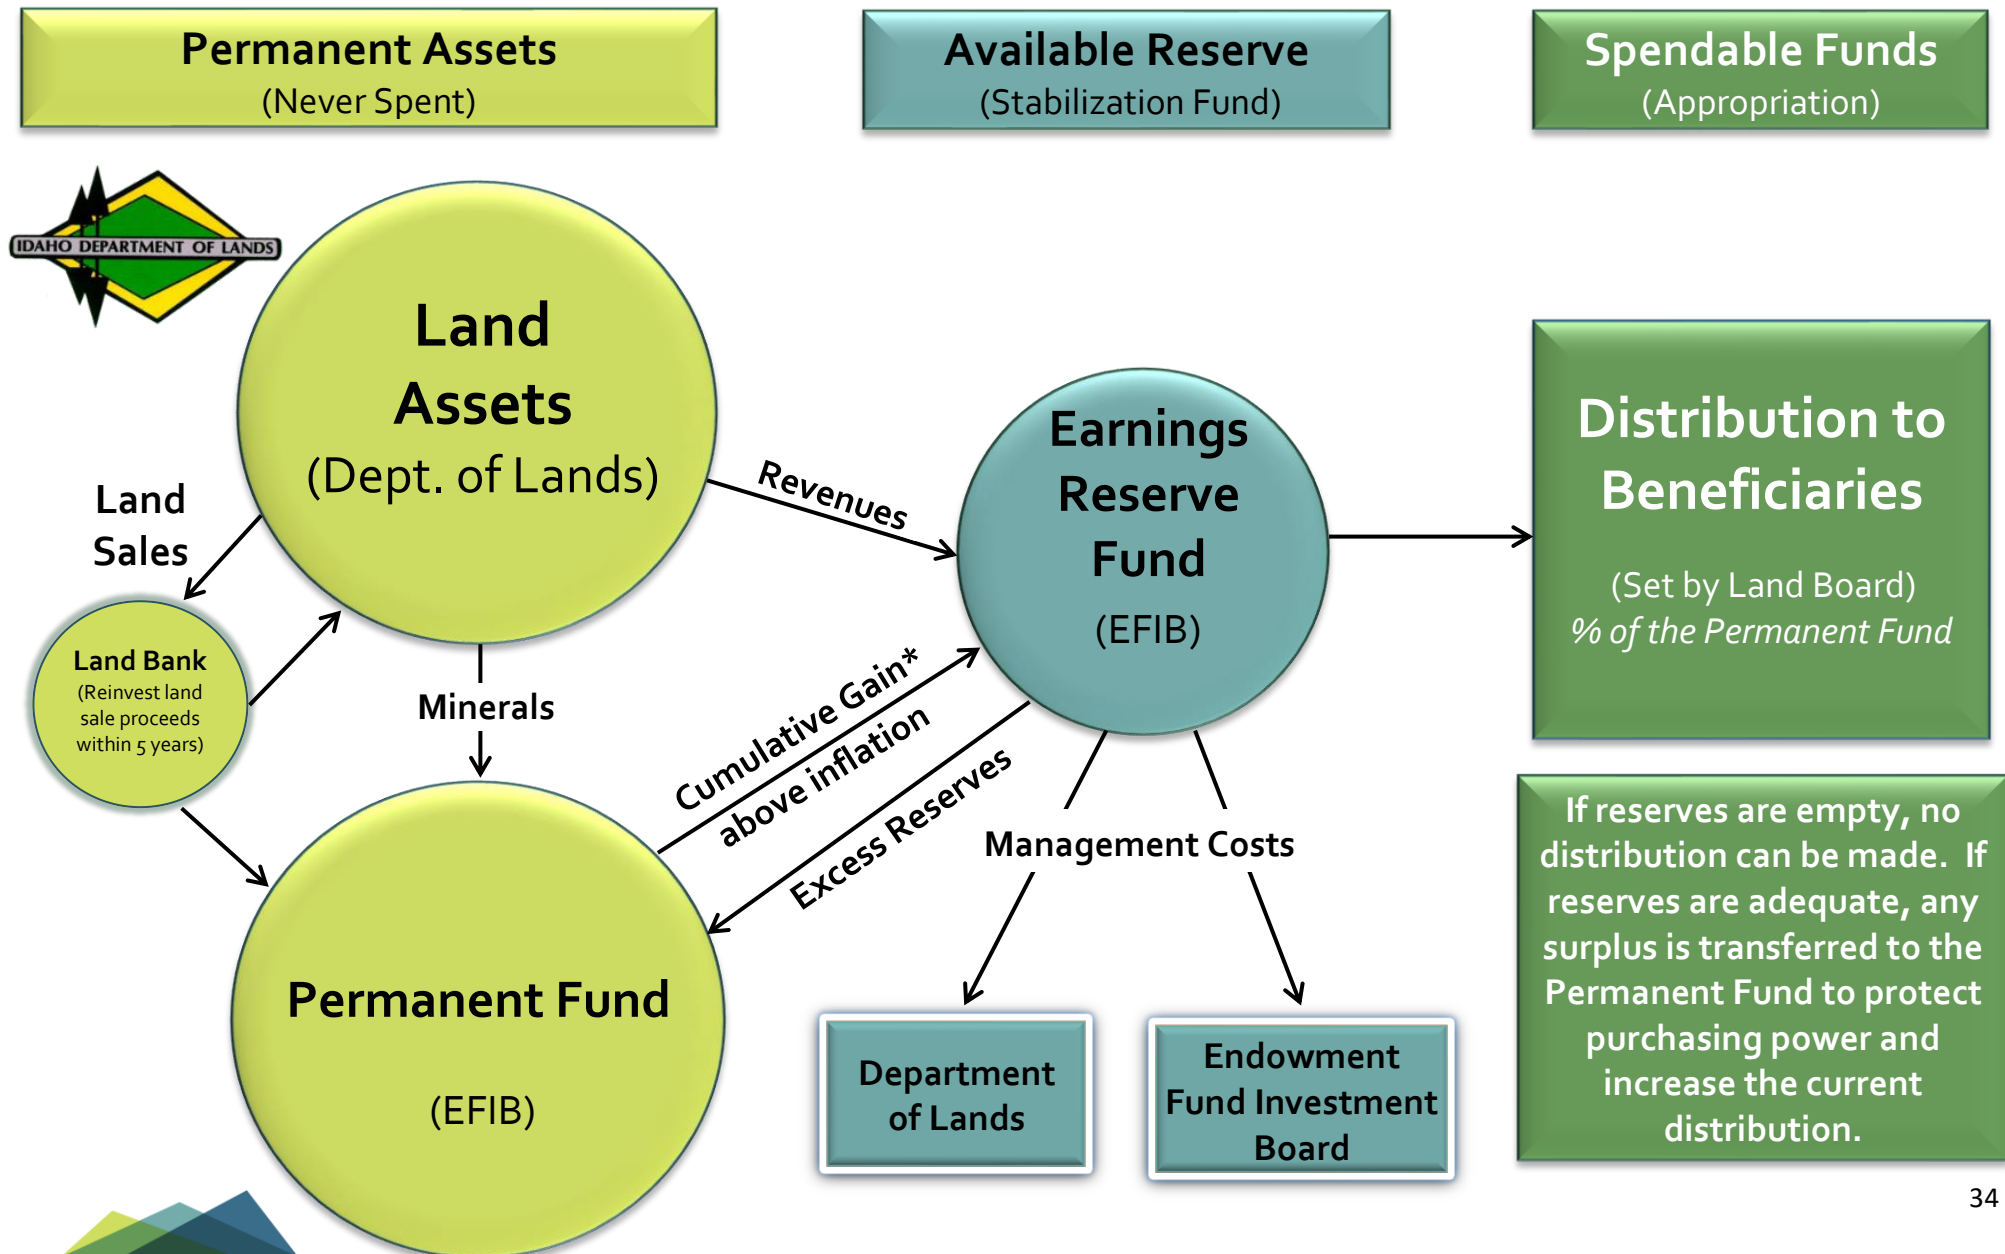 Permanent Assets
(Never Spent)
Available Reserve
(Stabilization Fund)
Spendable Funds
(Appropriation)
IDAHO DEPARTMENT OF LANDS
Land
Assets
(Dept. of Lands)
Land
Sales
Land Bank
(Reinvest land
sale proceeds
within 5 years)
Minerals
Permanent Fund
(EFIB)
Revenues
Cumulative Gain*
above inflation
Excess Reserves
Earnings
Reserve
Fund
(EFIB)
Management Costs
Department
of Lands
Endowment
Fund Investment
Board
Distribution to
Beneficiaries
(Set by Land Board)
% of the Permanent Fund
If reserves are empty, no
distribution can be made.  If
reserves are adequate, any
surplus is transferred to the
Permanent Fund to protect
purchasing power and
increase the current
distribution.
34